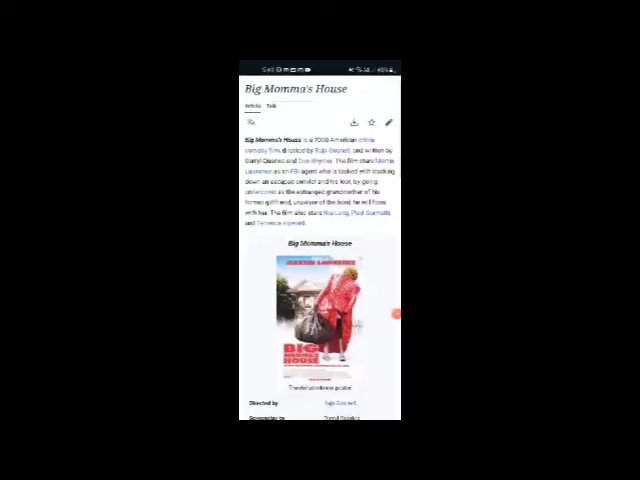 Big Momma's House
Article Talk
Big Momma's House is a 2000 American crime
comedy film, directed by Raja Gosnell, and written by
Darryl Quarles and Don Rhymer. The film stars Martin
Lawrence as an FBI agent who is tasked with tracking
down an escaped convict and his loot, by going
undercover as the estranged grandmother of his
former girlfriend, unaware of the bond he will form
with her. The film also stars Nia Long, Paul Giamatti,
and Terrence Howard.
Big Momma's House
MARTIN LAWRENCE
BIG
MOMMA'S
HOUSE
Theatrical release poster
Directed by Raja Gosnell
Screenplay by Darryl Quarles